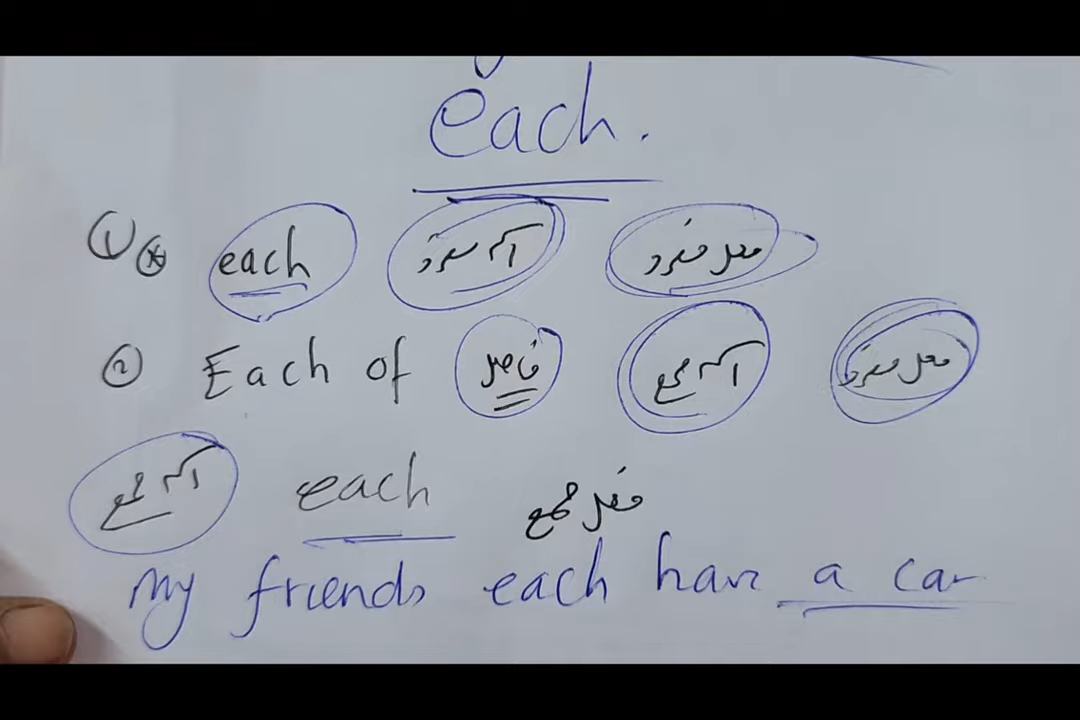 each.
① * each اسم مفرد فعل مفرد
② Each of فاصل اسم جمع فعل مفرد
اسم جمع each فعل جمع
My friends each have a car